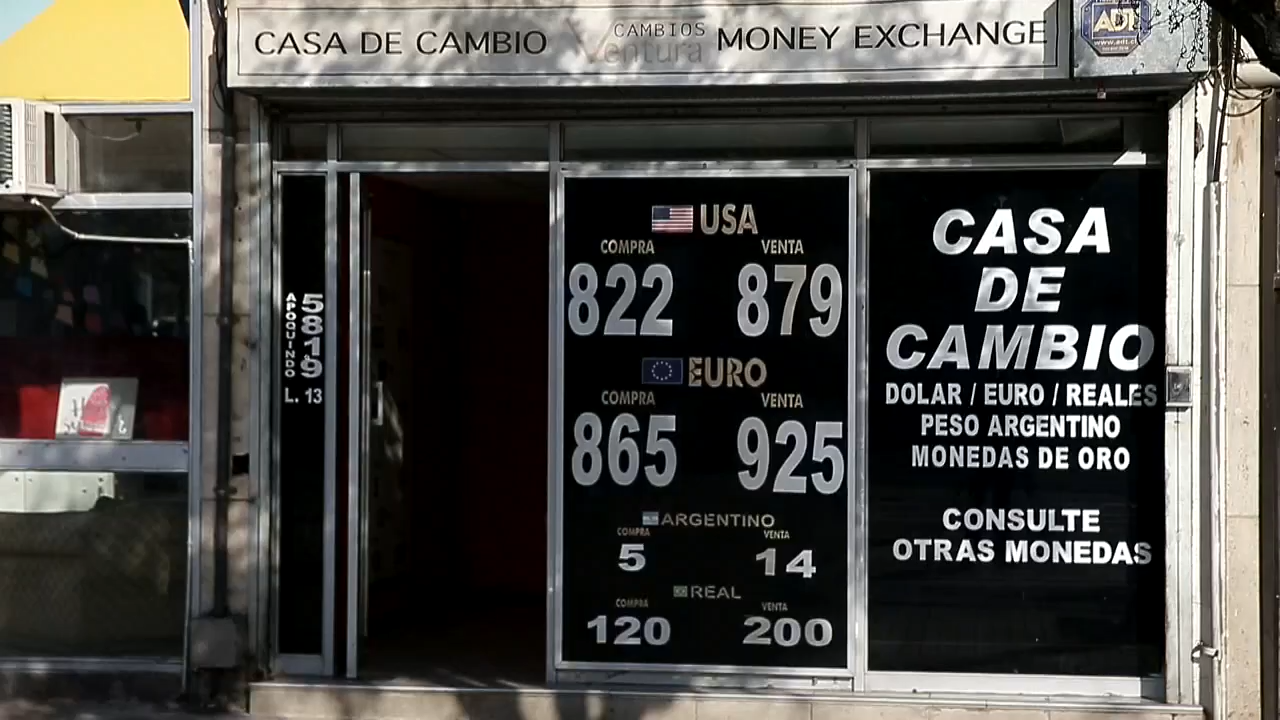 CASA DE CAMBIO CAMBIOS Ventura MONEY EXCHANGE
ADT
APOQUINDO 5819
L. 13
USA
COMPRA VENTA
822 879
EURO
COMPRA VENTA
865 925
ARGENTINO
COMPRA VENTA
5 14
REAL
COMPRA VENTA
120 200
CASA
DE
CAMBIO
DOLAR / EURO / REALES
PESO ARGENTINO
MONEDAS DE ORO
CONSULTE
OTRAS MONEDAS